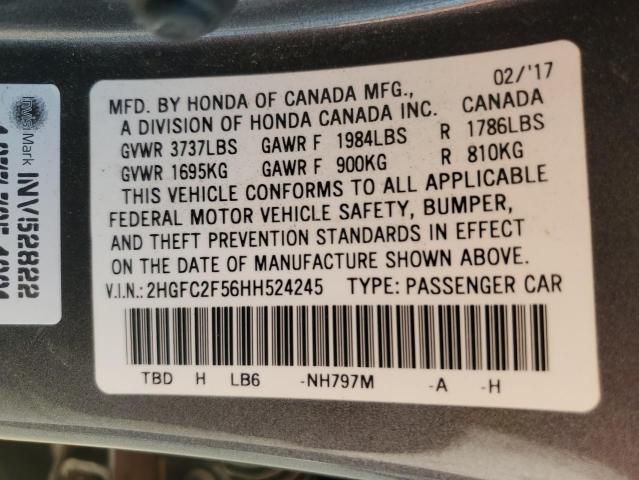 02/'17
MFD. BY HONDA OF CANADA MFG.,
A DIVISION OF HONDA CANADA INC. CANADA
GVWR 3737LBS GAWR F 1984LBS R 1786LBS
GVWR 1695KG GAWR F 900KG R 810KG
THIS VEHICLE CONFORMS TO ALL APPLICABLE
FEDERAL MOTOR VEHICLE SAFETY, BUMPER,
AND THEFT PREVENTION STANDARDS IN EFFECT
ON THE DATE OF MANUFACTURE SHOWN ABOVE.
V.I.N.: 2HGFC2F56HH524245 TYPE: PASSENGER CAR
TBD H LB6 -NH797M -A -H
InvisiMark
INV52822